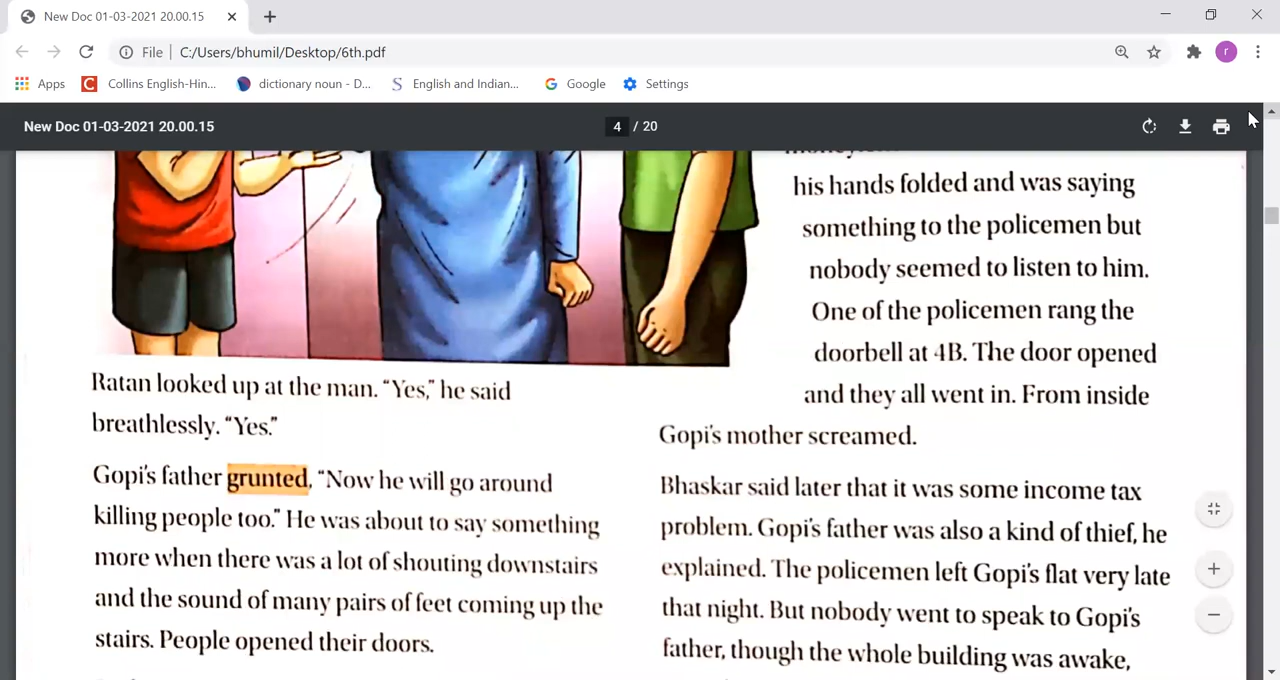 New Doc 01-03-2021 20.00.15
File
C:/Users/bhumil/Desktop/6th.pdf
r
Apps
Collins English-Hin...
dictionary noun - D...
English and Indian...
Google
Settings
New Doc 01-03-2021 20.00.15
4 / 20
Ratan looked up at the man. “Yes,” he said
breathlessly. “Yes.”
Gopi's father grunted, “Now he will go around
killing people too.” He was about to say something
more when there was a lot of shouting downstairs
and the sound of many pairs of feet coming up the
stairs. People opened their doors.
his hands folded and was saying
something to the policemen but
nobody seemed to listen to him.
One of the policemen rang the
doorbell at 4B. The door opened
and they all went in. From inside
Gopi's mother screamed.
Bhaskar said later that it was some income tax
problem. Gopi's father was also a kind of thief, he
explained. The policemen left Gopi's flat very late
that night. But nobody went to speak to Gopi's
father, though the whole building was awake,